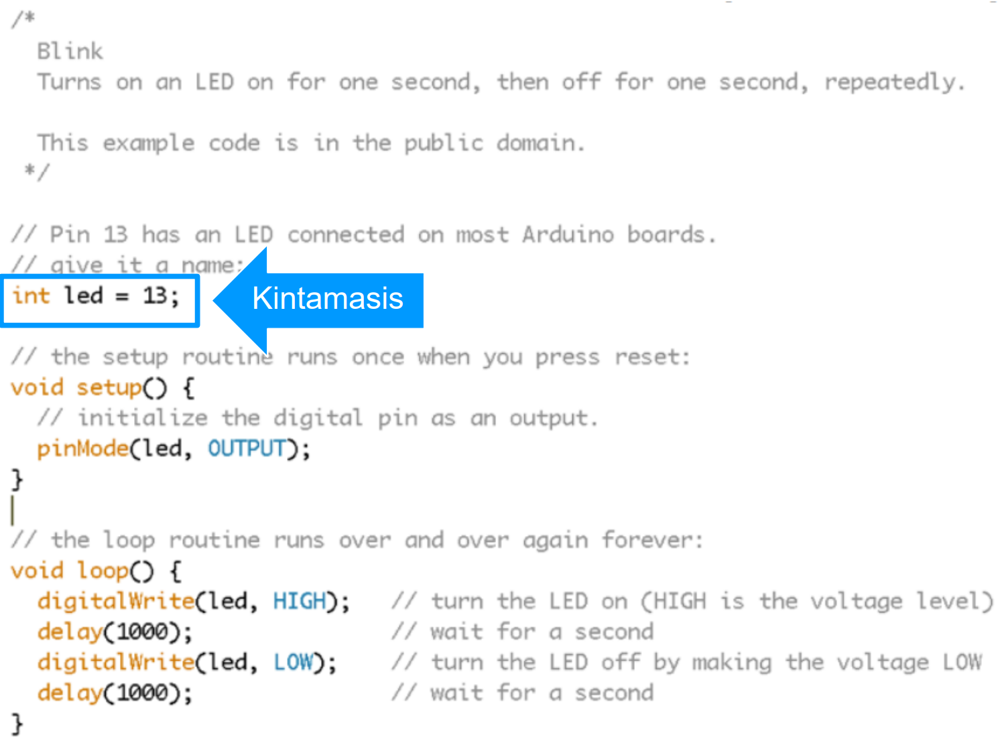 /*
  Blink
  Turns on an LED on for one second, then off for one second, repeatedly.

  This example code is in the public domain.
 */

// Pin 13 has an LED connected on most Arduino boards.
// give it a name:
int led = 13;
Kintamasis

// the setup routine runs once when you press reset:
void setup() {
  // initialize the digital pin as an output.
  pinMode(led, OUTPUT);
}

// the loop routine runs over and over again forever:
void loop() {
  digitalWrite(led, HIGH);   // turn the LED on (HIGH is the voltage level)
  delay(1000);               // wait for a second
  digitalWrite(led, LOW);    // turn the LED off by making the voltage LOW
  delay(1000);               // wait for a second
}